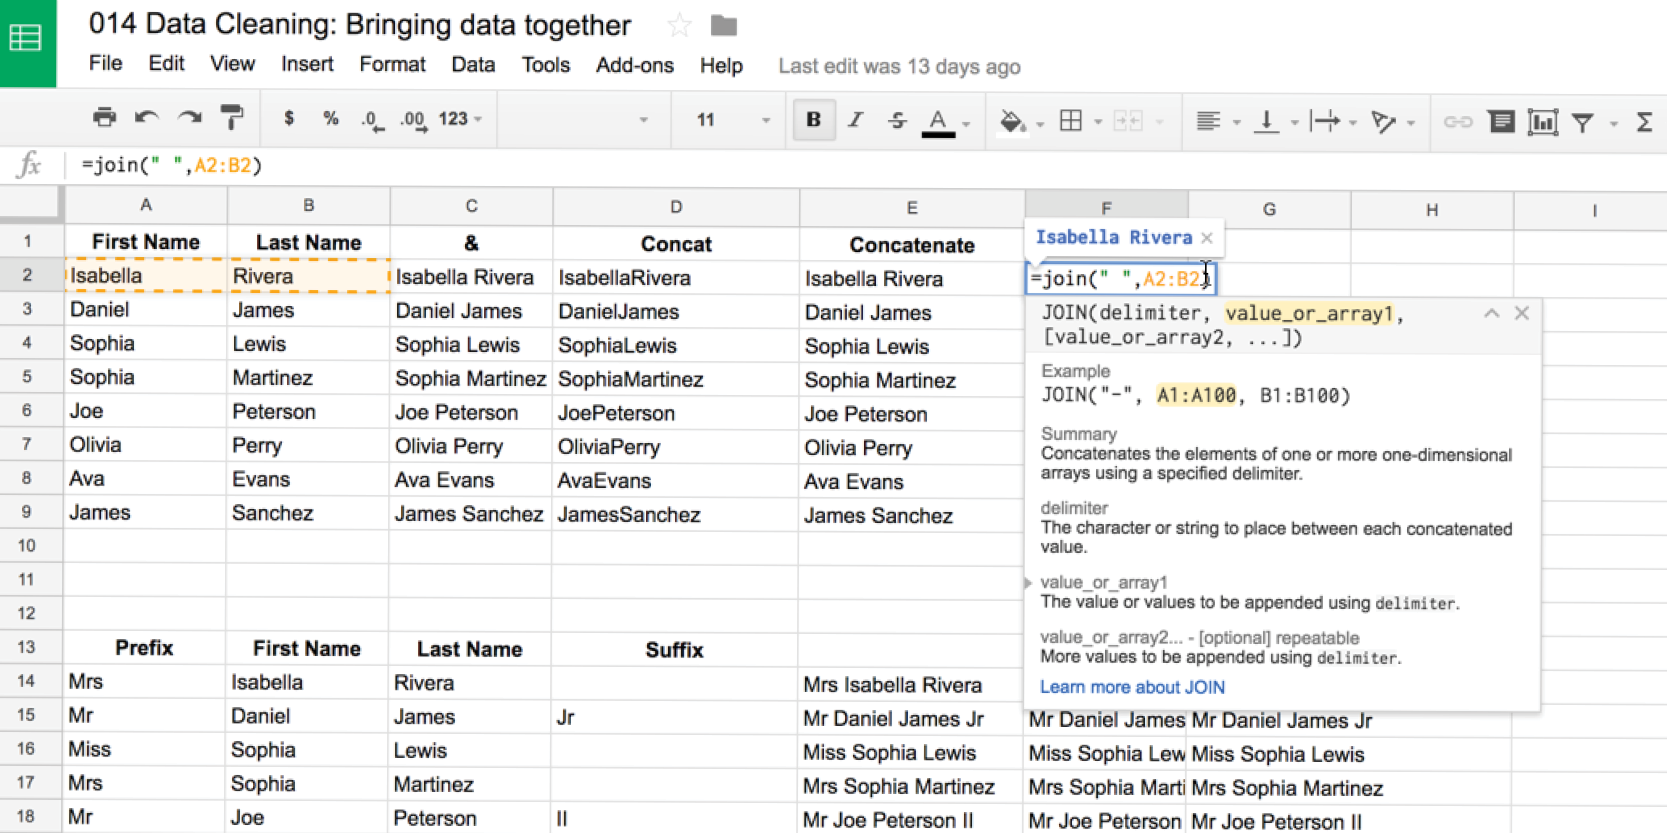 014 Data Cleaning: Bringing data together
File Edit View Insert Format Data Tools Add-ons Help Last edit was 13 days ago
$ % .0 .00 123 11 B I S A Σ
fx =join(" ",A2:B2)
A B C D E F G H I
1 First Name Last Name & Concat Concatenate
Isabella Rivera ×
2 Isabella Rivera Isabella Rivera IsabellaRivera Isabella Rivera =join(" ",A2:B2)
3 Daniel James Daniel James DanielJames Daniel James
4 Sophia Lewis Sophia Lewis SophiaLewis Sophia Lewis
5 Sophia Martinez Sophia Martinez SophiaMartinez Sophia Martinez
6 Joe Peterson Joe Peterson JoePeterson Joe Peterson
7 Olivia Perry Olivia Perry OliviaPerry Olivia Perry
8 Ava Evans Ava Evans AvaEvans Ava Evans
9 James Sanchez James Sanchez JamesSanchez James Sanchez
10
11
12
13 Prefix First Name Last Name Suffix
14 Mrs Isabella Rivera Mrs Isabella Rivera
15 Mr Daniel James Jr Mr Daniel James Jr Mr Daniel James Mr Daniel James Jr
16 Miss Sophia Lewis Miss Sophia Lewis Miss Sophia Lew Miss Sophia Lewis
17 Mrs Sophia Martinez Mrs Sophia Martinez Mrs Sophia Marti Mrs Sophia Martinez
18 Mr Joe Peterson II Mr Joe Peterson II Mr Joe Peterson Mr Joe Peterson II
JOIN(delimiter, value_or_array1,
[value_or_array2, ...])
Example
JOIN("-", A1:A100, B1:B100)
Summary
Concatenates the elements of one or more one-dimensional
arrays using a specified delimiter.
delimiter
The character or string to place between each concatenated
value.
value_or_array1
The value or values to be appended using delimiter.
value_or_array2... - [optional] repeatable
More values to be appended using delimiter.
Learn more about JOIN